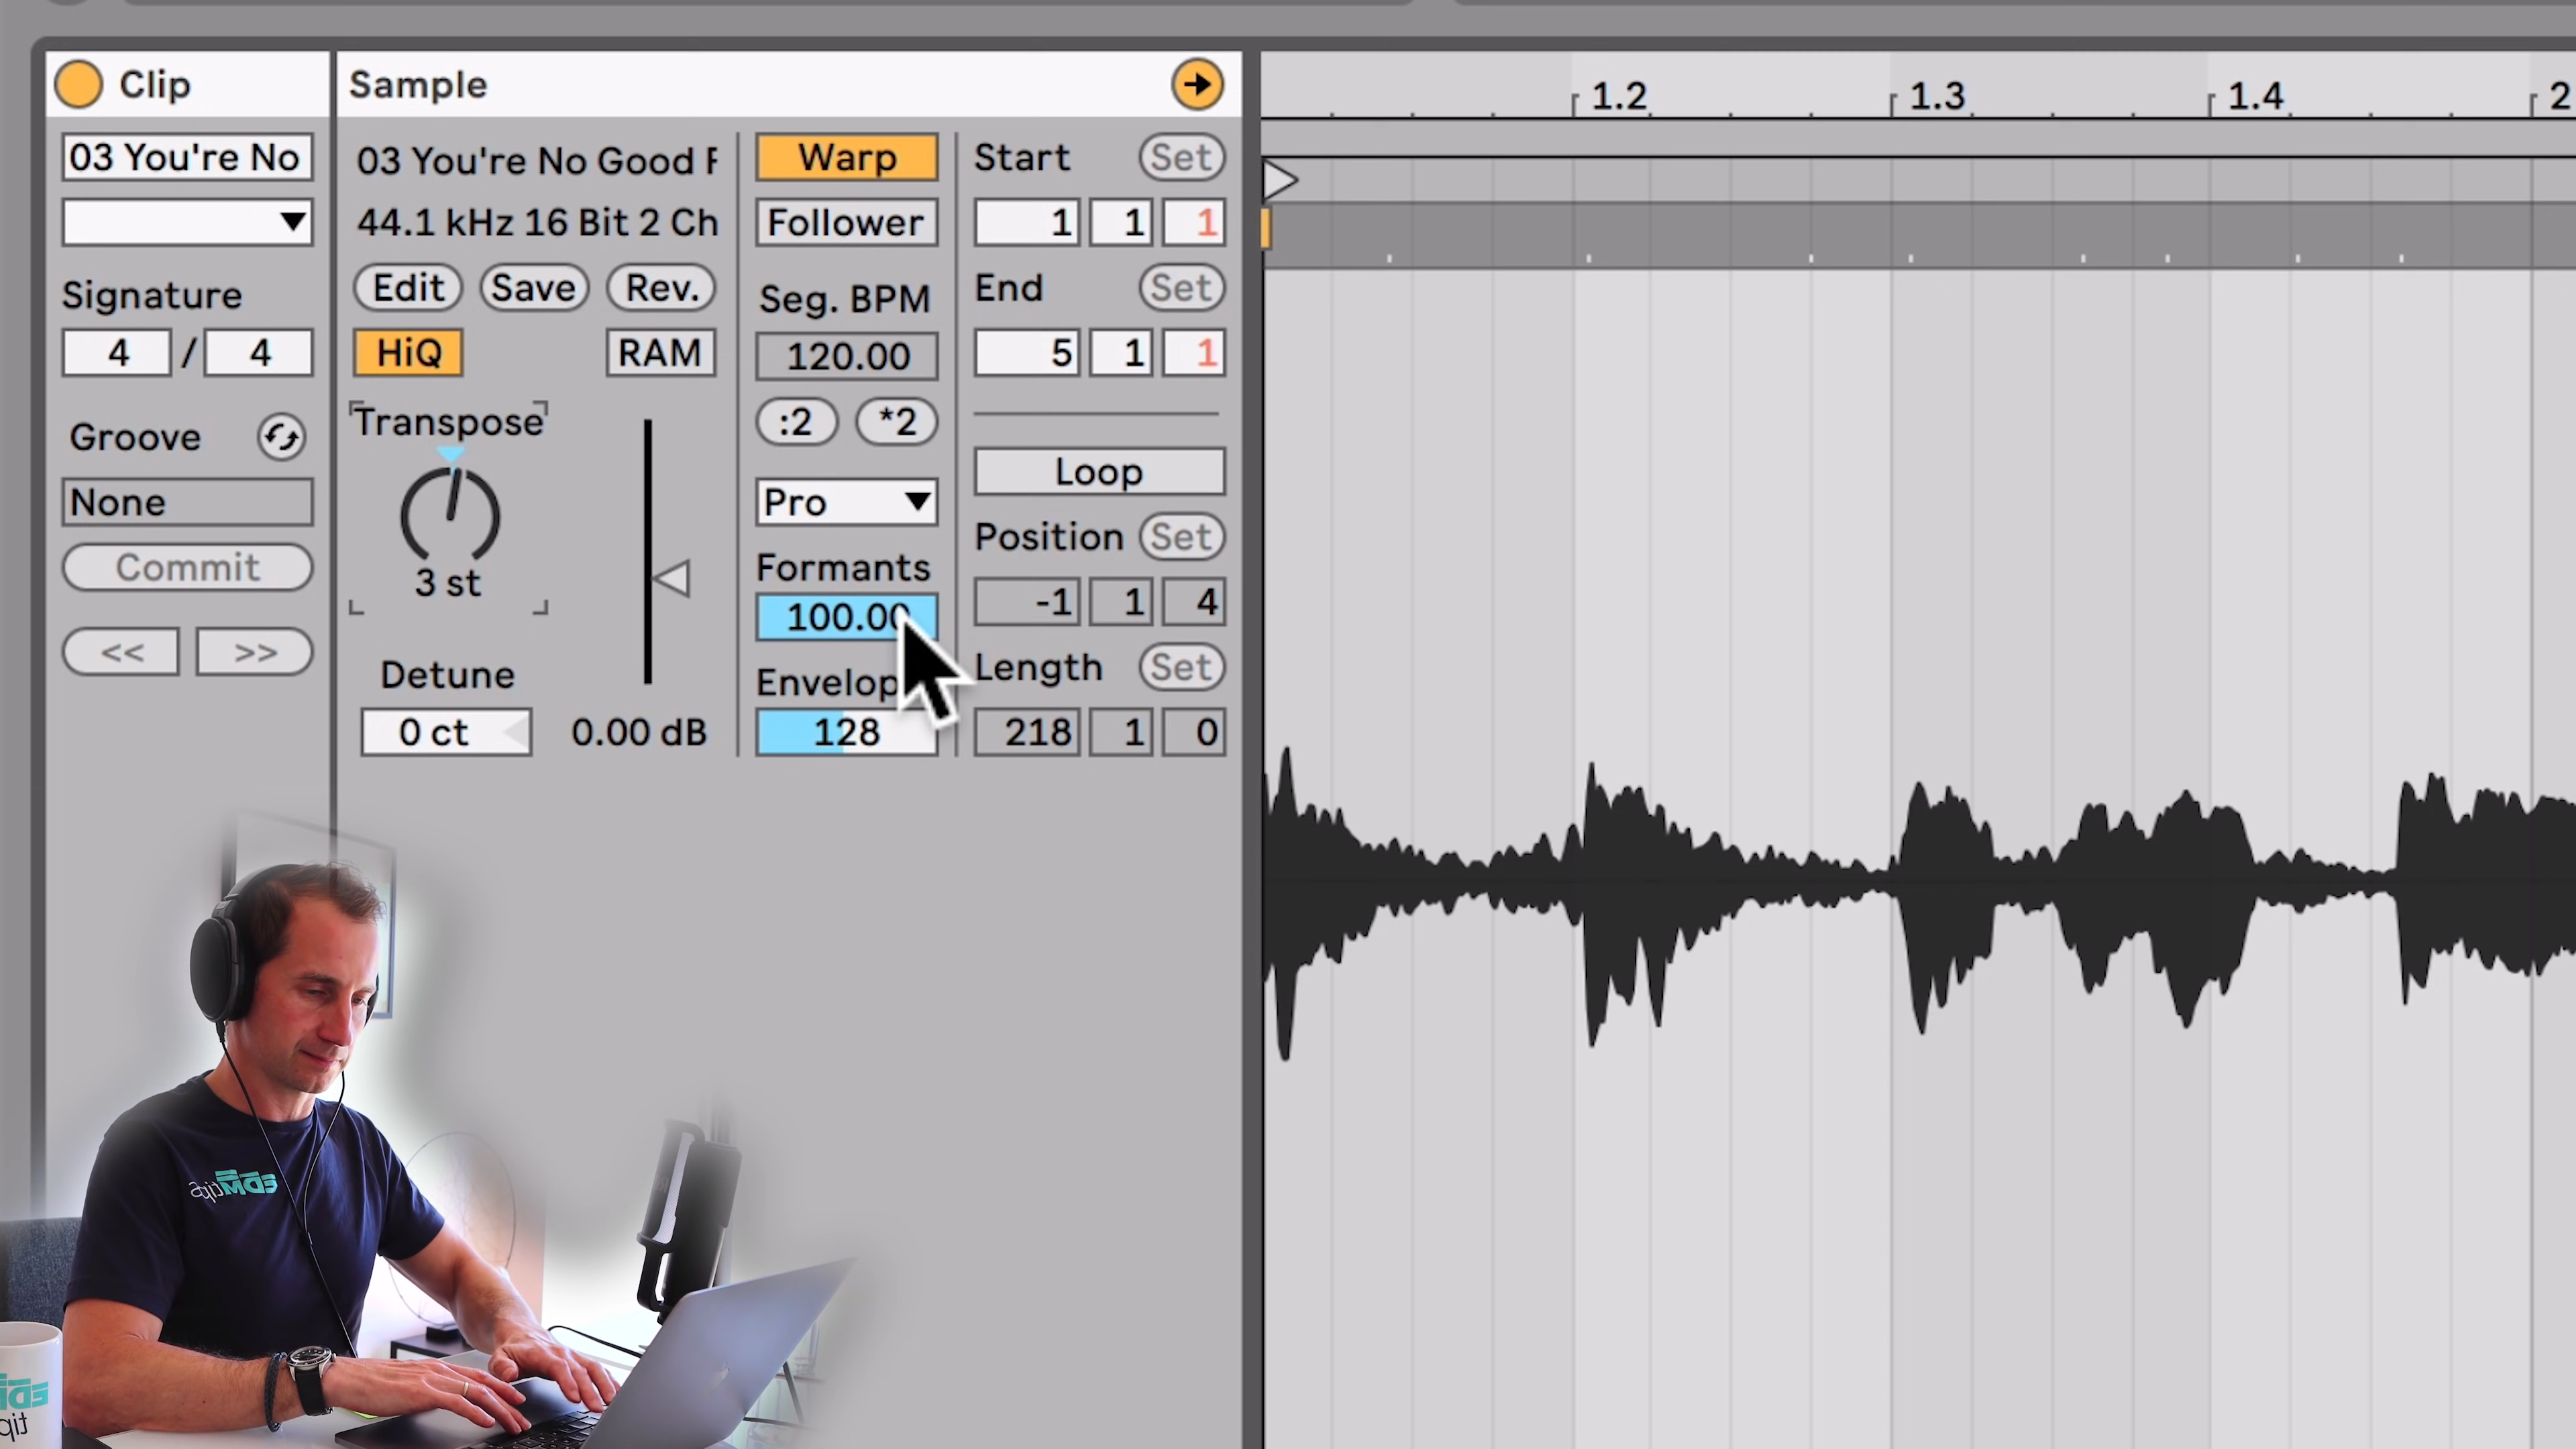 Clip
03 You're No
Signature
4 / 4
Groove
None
Commit
<< >>
Sample
03 You're No Good F
44.1 kHz 16 Bit 2 Ch
Edit Save Rev.
HiQ RAM
Transpose
3 st
Detune
0 ct 0.00 dB
Warp
Follower
Seg. BPM
120.00
:2 *2
Pro
Formants
100.00
Envelop
128
Start Set
1 1 1
End Set
5 1 1
Loop
Position Set
-1 1 4
Length Set
218 1 0
1.2 1.3 1.4 2
EDMtips
EDM
tip